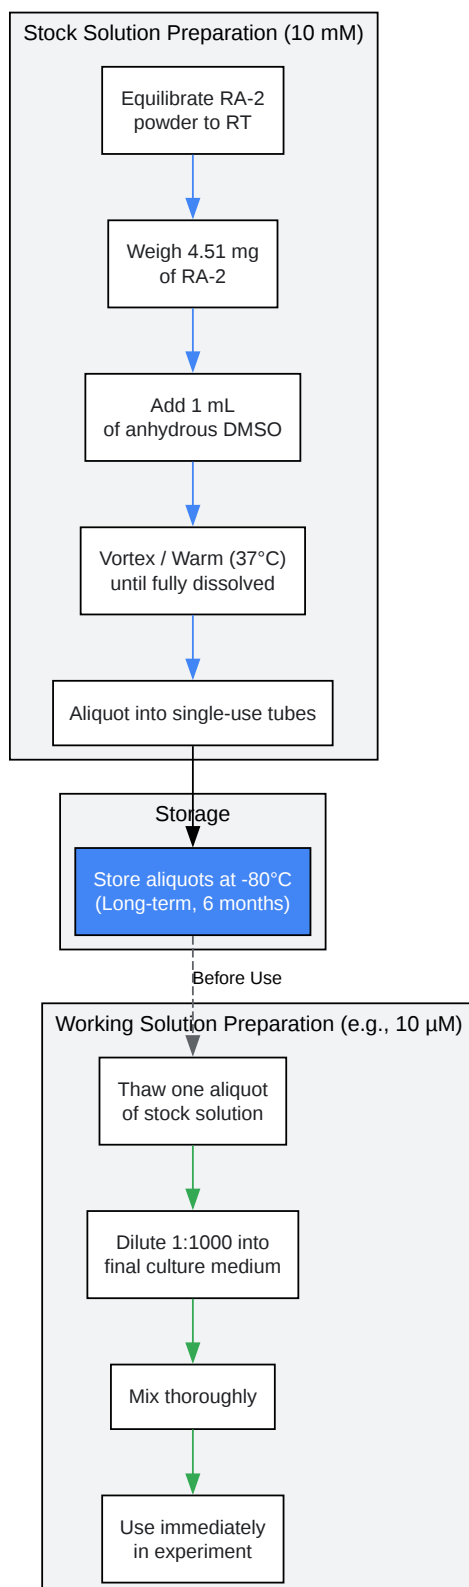 Stock Solution Preparation (10 mM)
Equilibrate RA-2
powder to RT
Weigh 4.51 mg
of RA-2
Add 1 mL
of anhydrous DMSO
Vortex / Warm (37°C)
until fully dissolved
Aliquot into single-use tubes
Storage
Store aliquots at -80°C
(Long-term, 6 months)
Before Use
Working Solution Preparation (e.g., 10 µM)
Thaw one aliquot
of stock solution
Dilute 1:1000 into
final culture medium
Mix thoroughly
Use immediately
in experiment